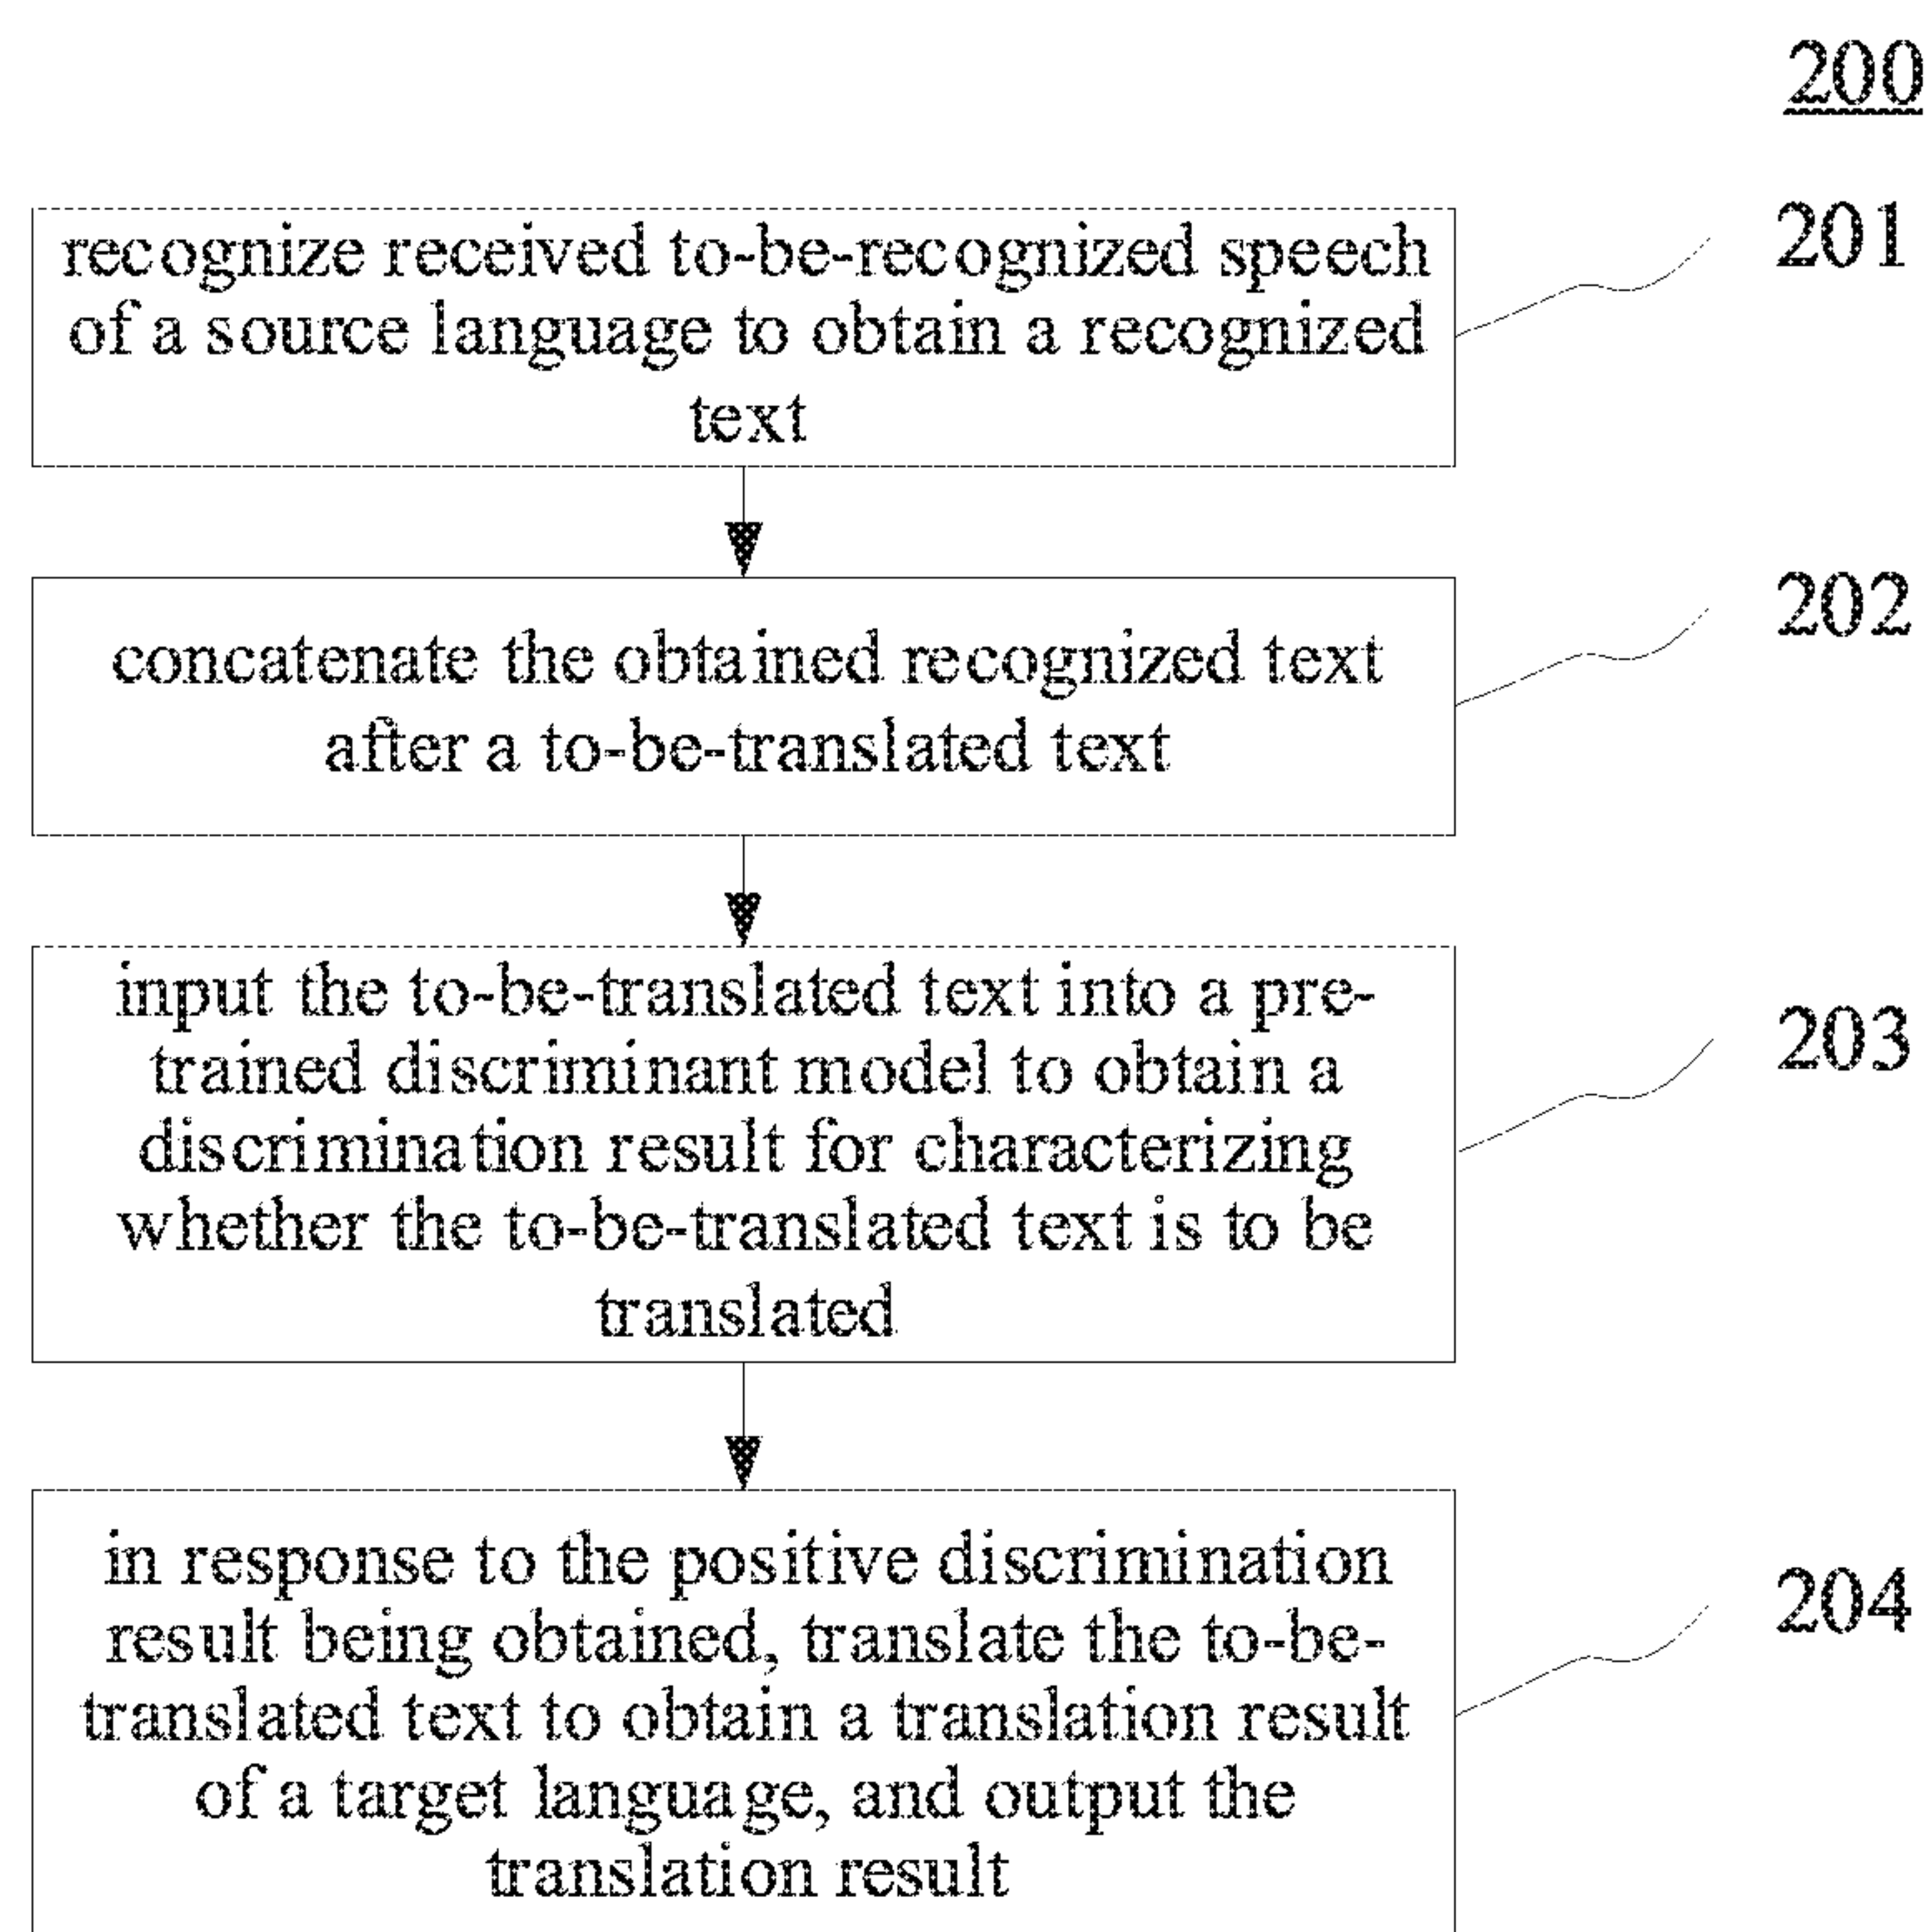 200
201
recognize received to-be-recognized speech
of a source language to obtain a recognized
text
202
concatenate the obtained recognized text
after a to-be-translated text
203
input the to-be-translated text into a pre-
trained discriminant model to obtain a
discrimination result for characterizing
whether the to-be-translated text is to be
translated
204
in response to the positive discrimination
result being obtained, translate the to-be-
translated text to obtain a translation result
of a target language, and output the
translation result